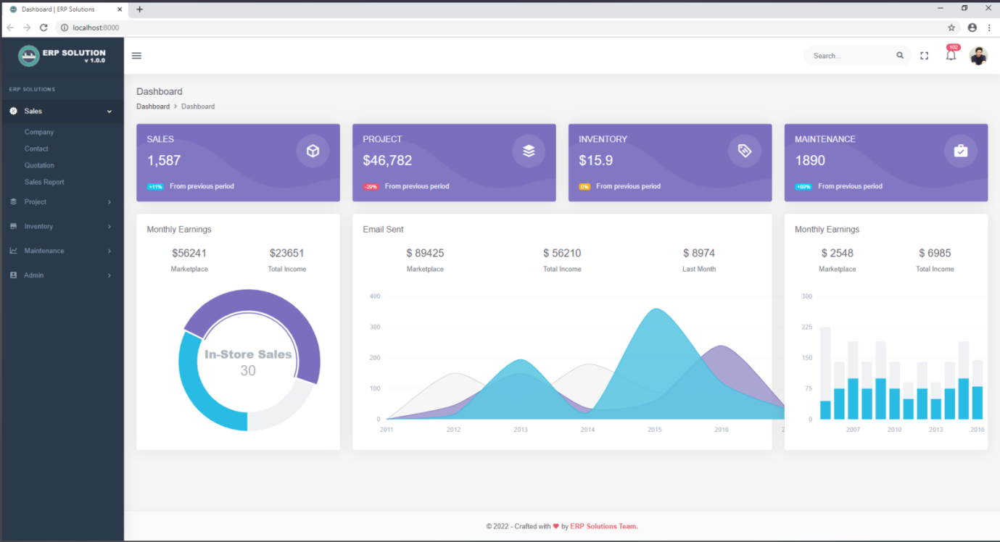 Dashboard | ERP Solutions
localhost:8000
ERP SOLUTION
v 1.0.0
Search...
102
ERP SOLUTIONS
Sales
Company
Contact
Quotation
Sales Report
Project
Inventory
Maintenance
Admin
Dashboard
Dashboard > Dashboard
SALES
1,587
+11% From previous period
PROJECT
$46,782
-29% From previous period
INVENTORY
$15.9
0% From previous period
MAINTENANCE
1890
+89% From previous period
Monthly Earnings
$56241 $23651
Marketplace Total Income
In-Store Sales
30
Email Sent
$ 89425 $ 56210 $ 8974
Marketplace Total Income Last Month
400
300
200
100
0
2011 2012 2013 2014 2015 2016
Monthly Earnings
$ 2548 $ 6985
Marketplace Total Income
300
225
150
75
0
2007 2010 2013 2016
© 2022 - Crafted with ❤ by ERP Solutions Team.